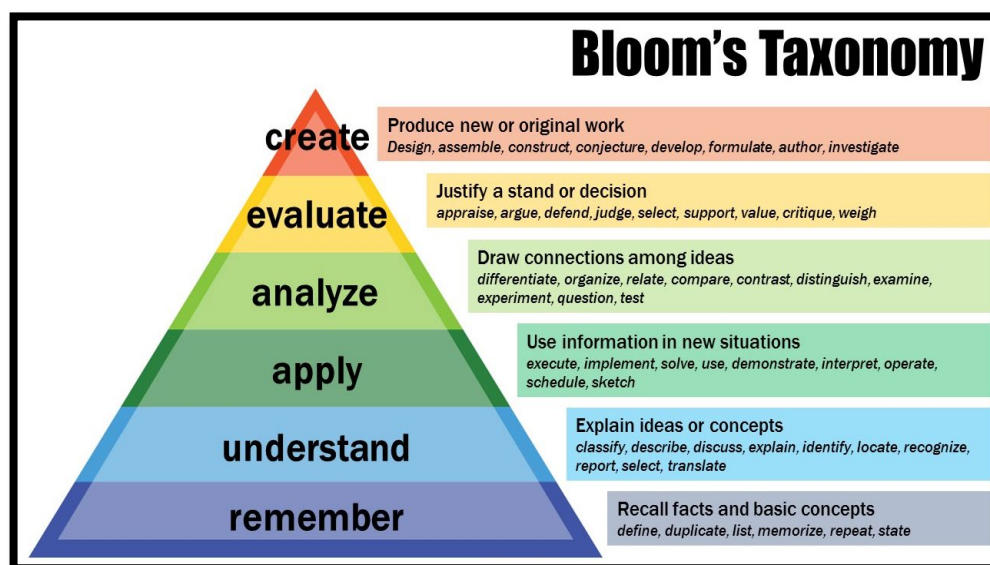 Bloom's Taxonomy
create
Produce new or original work
Design, assemble, construct, conjecture, develop, formulate, author, investigate
evaluate
Justify a stand or decision
appraise, argue, defend, judge, select, support, value, critique, weigh
analyze
Draw connections among ideas
differentiate, organize, relate, compare, contrast, distinguish, examine,
experiment, question, test
apply
Use information in new situations
execute, implement, solve, use, demonstrate, interpret, operate,
schedule, sketch
understand
Explain ideas or concepts
classify, describe, discuss, explain, identify, locate, recognize,
report, select, translate
remember
Recall facts and basic concepts
define, duplicate, list, memorize, repeat, state